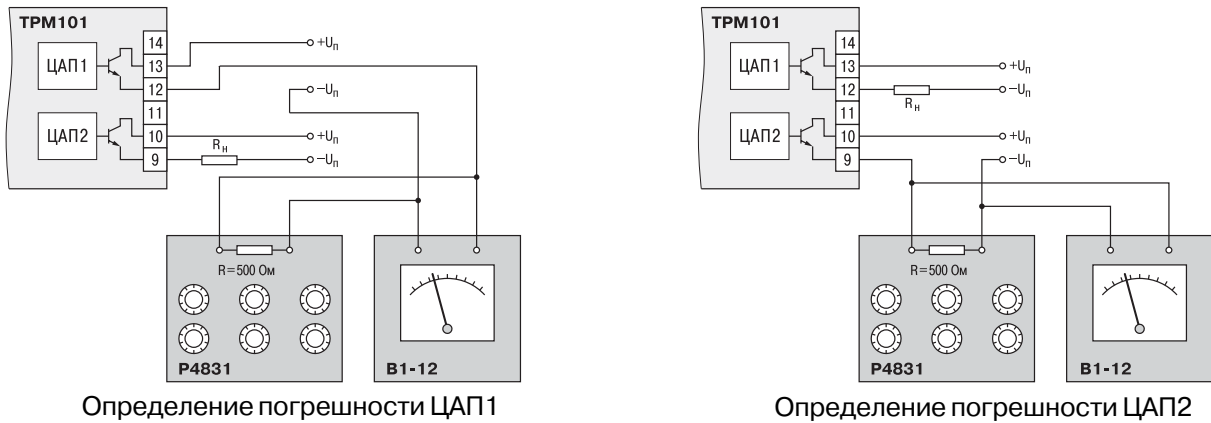 ТРМ101
14
ЦАП1
13
+Uп
12
−Uп
11
ЦАП2
10
+Uп
Rн
9
−Uп
R=500 Ом
Р4831
В1-12
Определение погрешности ЦАП1
ТРМ101
14
ЦАП1
13
+Uп
12
−Uп
Rн
11
ЦАП2
10
+Uп
9
−Uп
R=500 Ом
Р4831
В1-12
Определение погрешности ЦАП2